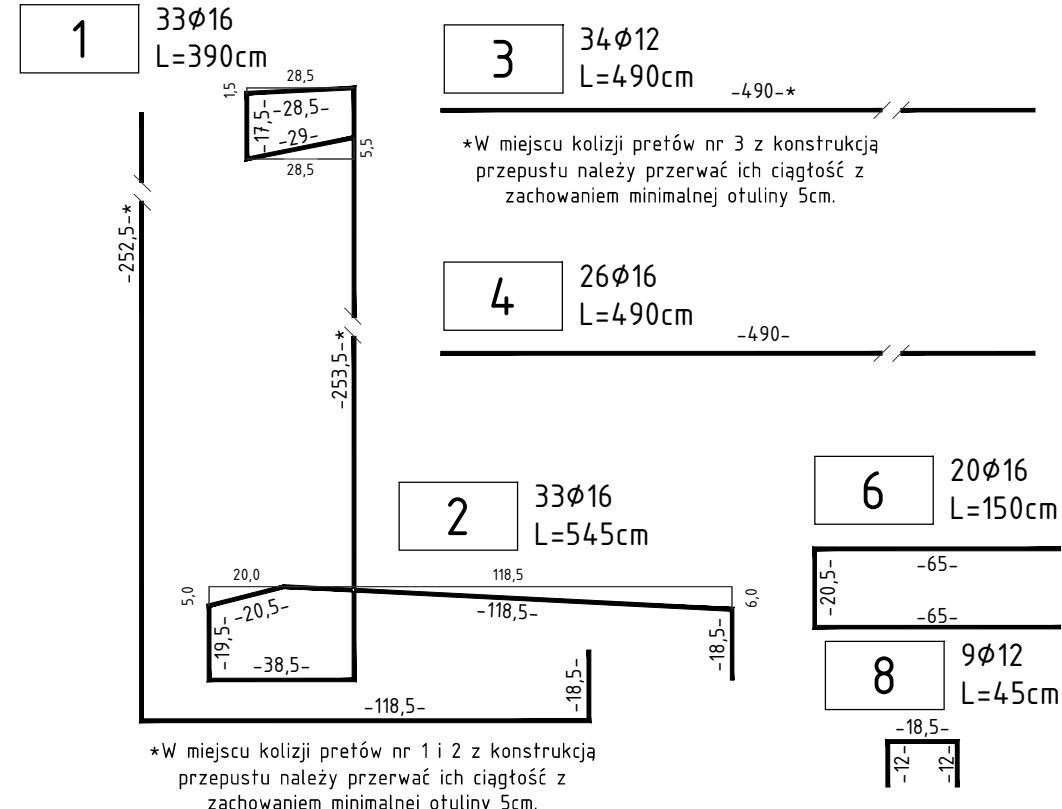 1
33Ø16
L=390cm
28,5
1,5
-28,5-
-17,5-
-29-
5,5
28,5
-252,5-*
-253,5-*
3
34Ø12
L=490cm
-490-*
*W miejscu kolizji pretów nr 3 z konstrukcją
przepustu należy przerwać ich ciągłość z
zachowaniem minimalnej otuliny 5cm.
4
26Ø16
L=490cm
-490-
2
33Ø16
L=545cm
20,0
118,5
5,0
-20,5-
-118,5-
6,0
-19,5-
-18,5-
-38,5-
-118,5-
-18,5-
*W miejscu kolizji pretów nr 1 i 2 z konstrukcją
przepustu należy przerwać ich ciągłość z
zachowaniem minimalnej otuliny 5cm.
6
20Ø16
L=150cm
-65-
-20,5-
-65-
8
9Ø12
L=45cm
-18,5-
-12-
-12-